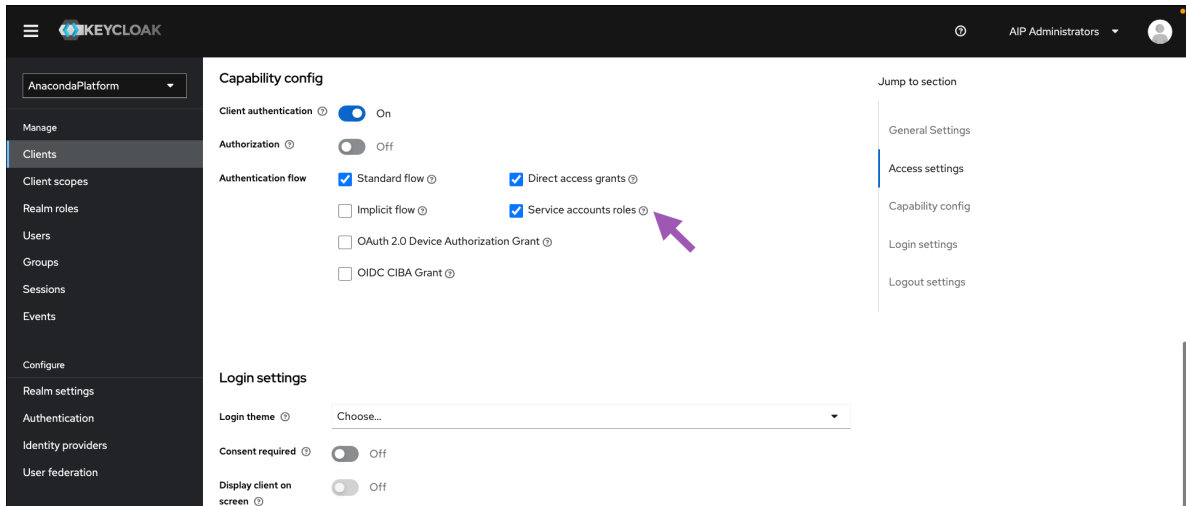 KEYCLOAK
AIP Administrators
AnacondaPlatform
Manage
Clients
Client scopes
Realm roles
Users
Groups
Sessions
Events
Configure
Realm settings
Authentication
Identity providers
User federation
Capability config
Client authentication On
Authorization Off
Authentication flow Standard flow Direct access grants
Implicit flow Service accounts roles
OAuth 2.0 Device Authorization Grant
OIDC CIBA Grant
Login settings
Login theme Choose...
Consent required Off
Display client on
screen
Off
Jump to section
General Settings
Access settings
Capability config
Login settings
Logout settings